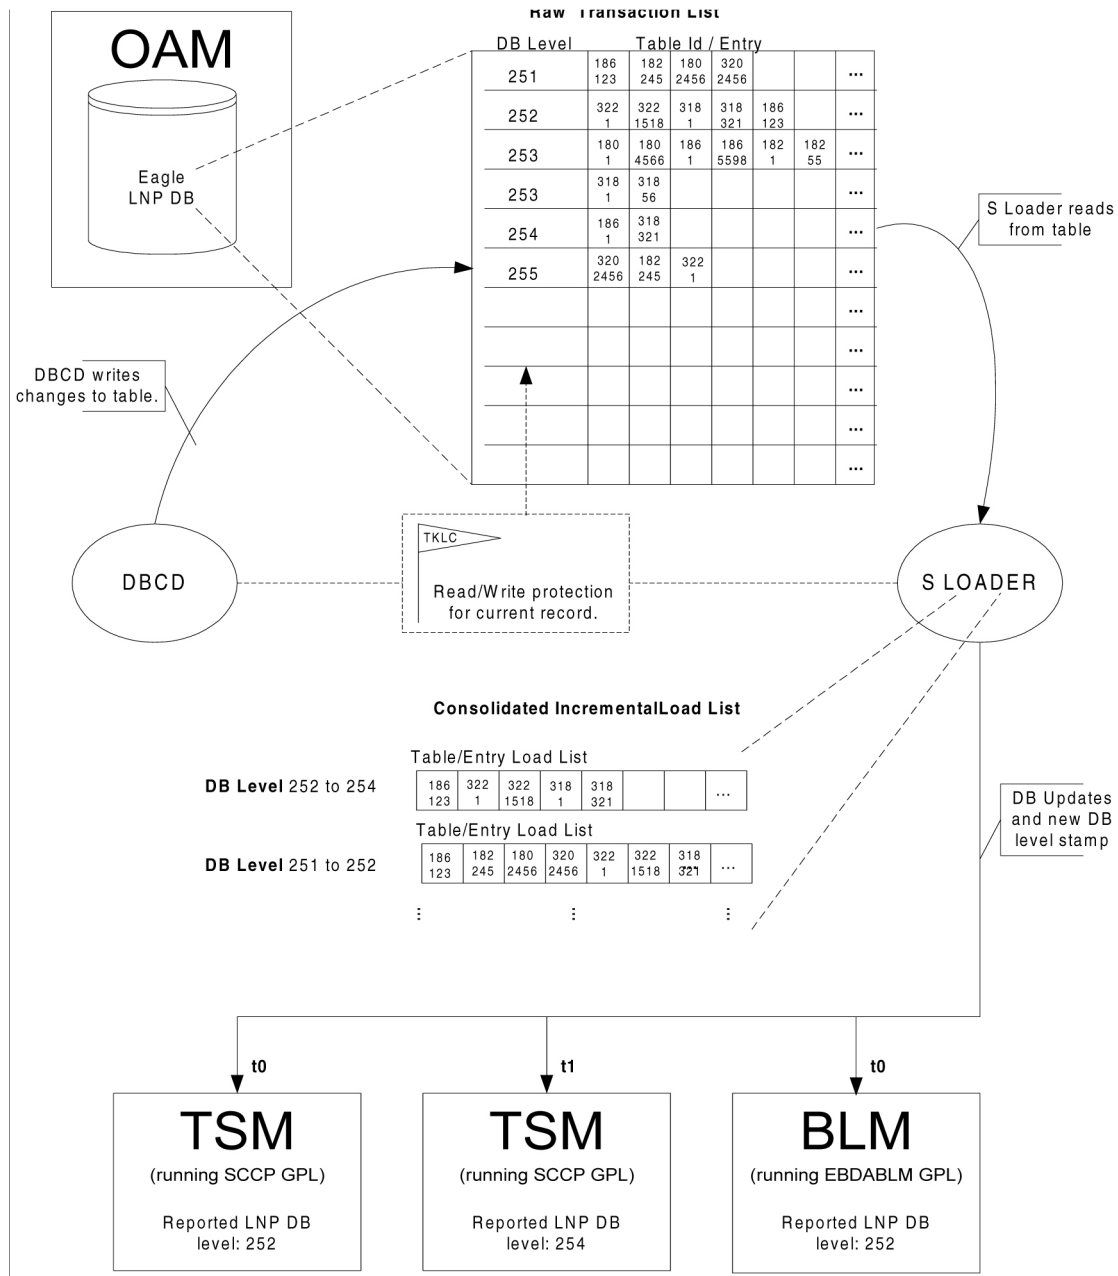 Raw Transaction List
OAM
DB Level Table Id / Entry
251 186 182 180 320 ...
123 245 2456 2456
252 322 322 318 318 186 ...
1 1518 1 321 123
253 180 180 186 186 182 182 ...
1 4566 1 5598 1 55
253 318 318 ...
1 56
254 186 318 ...
1 321
255 320 182 322 ...
2456 245 1
...
...
...
...
...
Eagle
LNP DB
S Loader reads
from table
DBCD writes
changes to table.
DBCD
TKLC
Read/Write protection
for current record.
S LOADER
Consolidated IncrementalLoad List
Table/Entry Load List
DB Level 252 to 254
186 322 322 318 318 ...
123 1 1518 1 321
Table/Entry Load List
DB Level 251 to 252
186 182 180 320 322 322 318 ...
123 245 2456 2456 1 1518 321
... ... ...
DB Updates
and new DB
level stamp
t0 t1 t0
TSM
(running SCCP GPL)
Reported LNP DB
level: 252
TSM
(running SCCP GPL)
Reported LNP DB
level: 254
BLM
(running EBDABLM GPL)
Reported LNP DB
level: 252